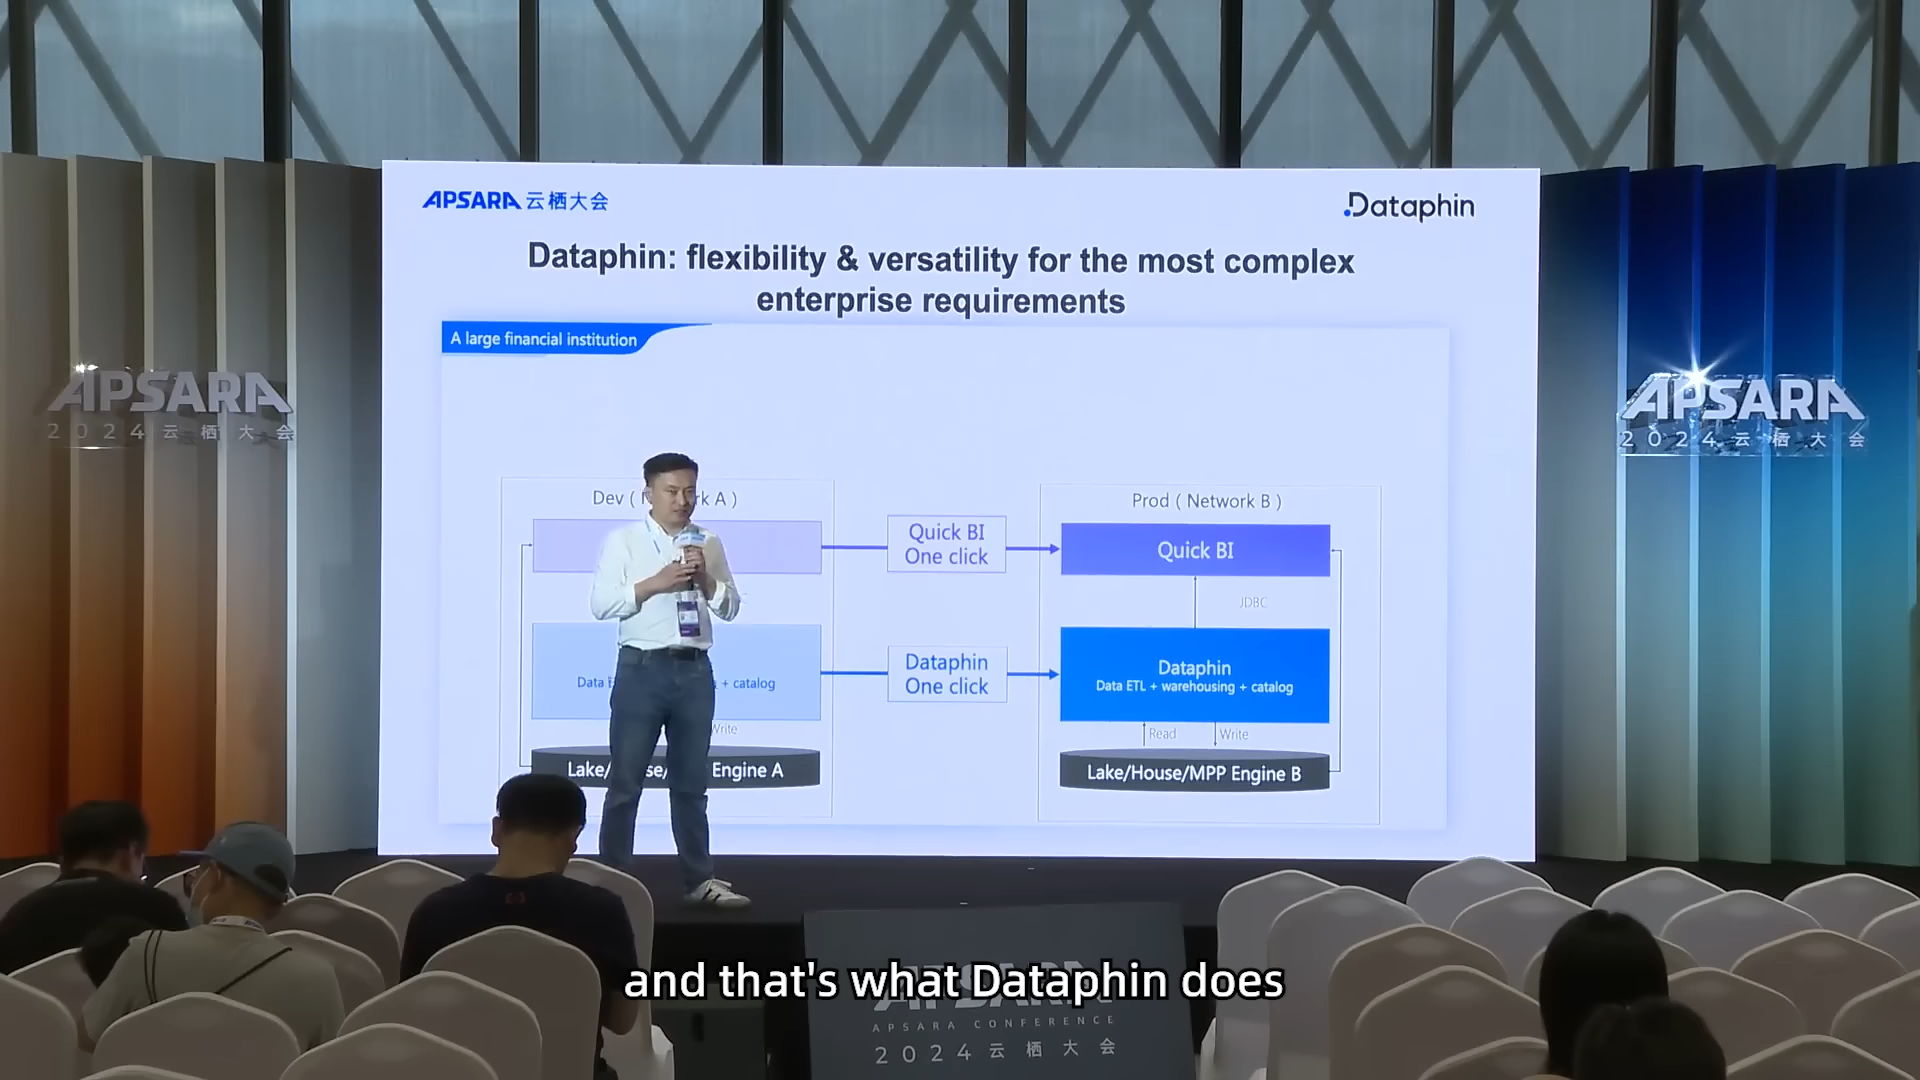 APSARA 云栖大会
Dataphin
Dataphin: flexibility & versatility for the most complex
enterprise requirements
A large financial institution
Dev ( rk A )
Prod ( Network B )
Quick BI
One click
Quick BI
JDBC
Data + catalog
Dataphin
One click
Dataphin
Data ETL + warehousing + catalog
Write
Read
Write
Lake/ Engine A
Lake/House/MPP Engine B
APSARA
2024云栖大会
APSARA
2024云栖大会
and that's what Dataphin does
APSARA CONFERENCE
2024云栖大会